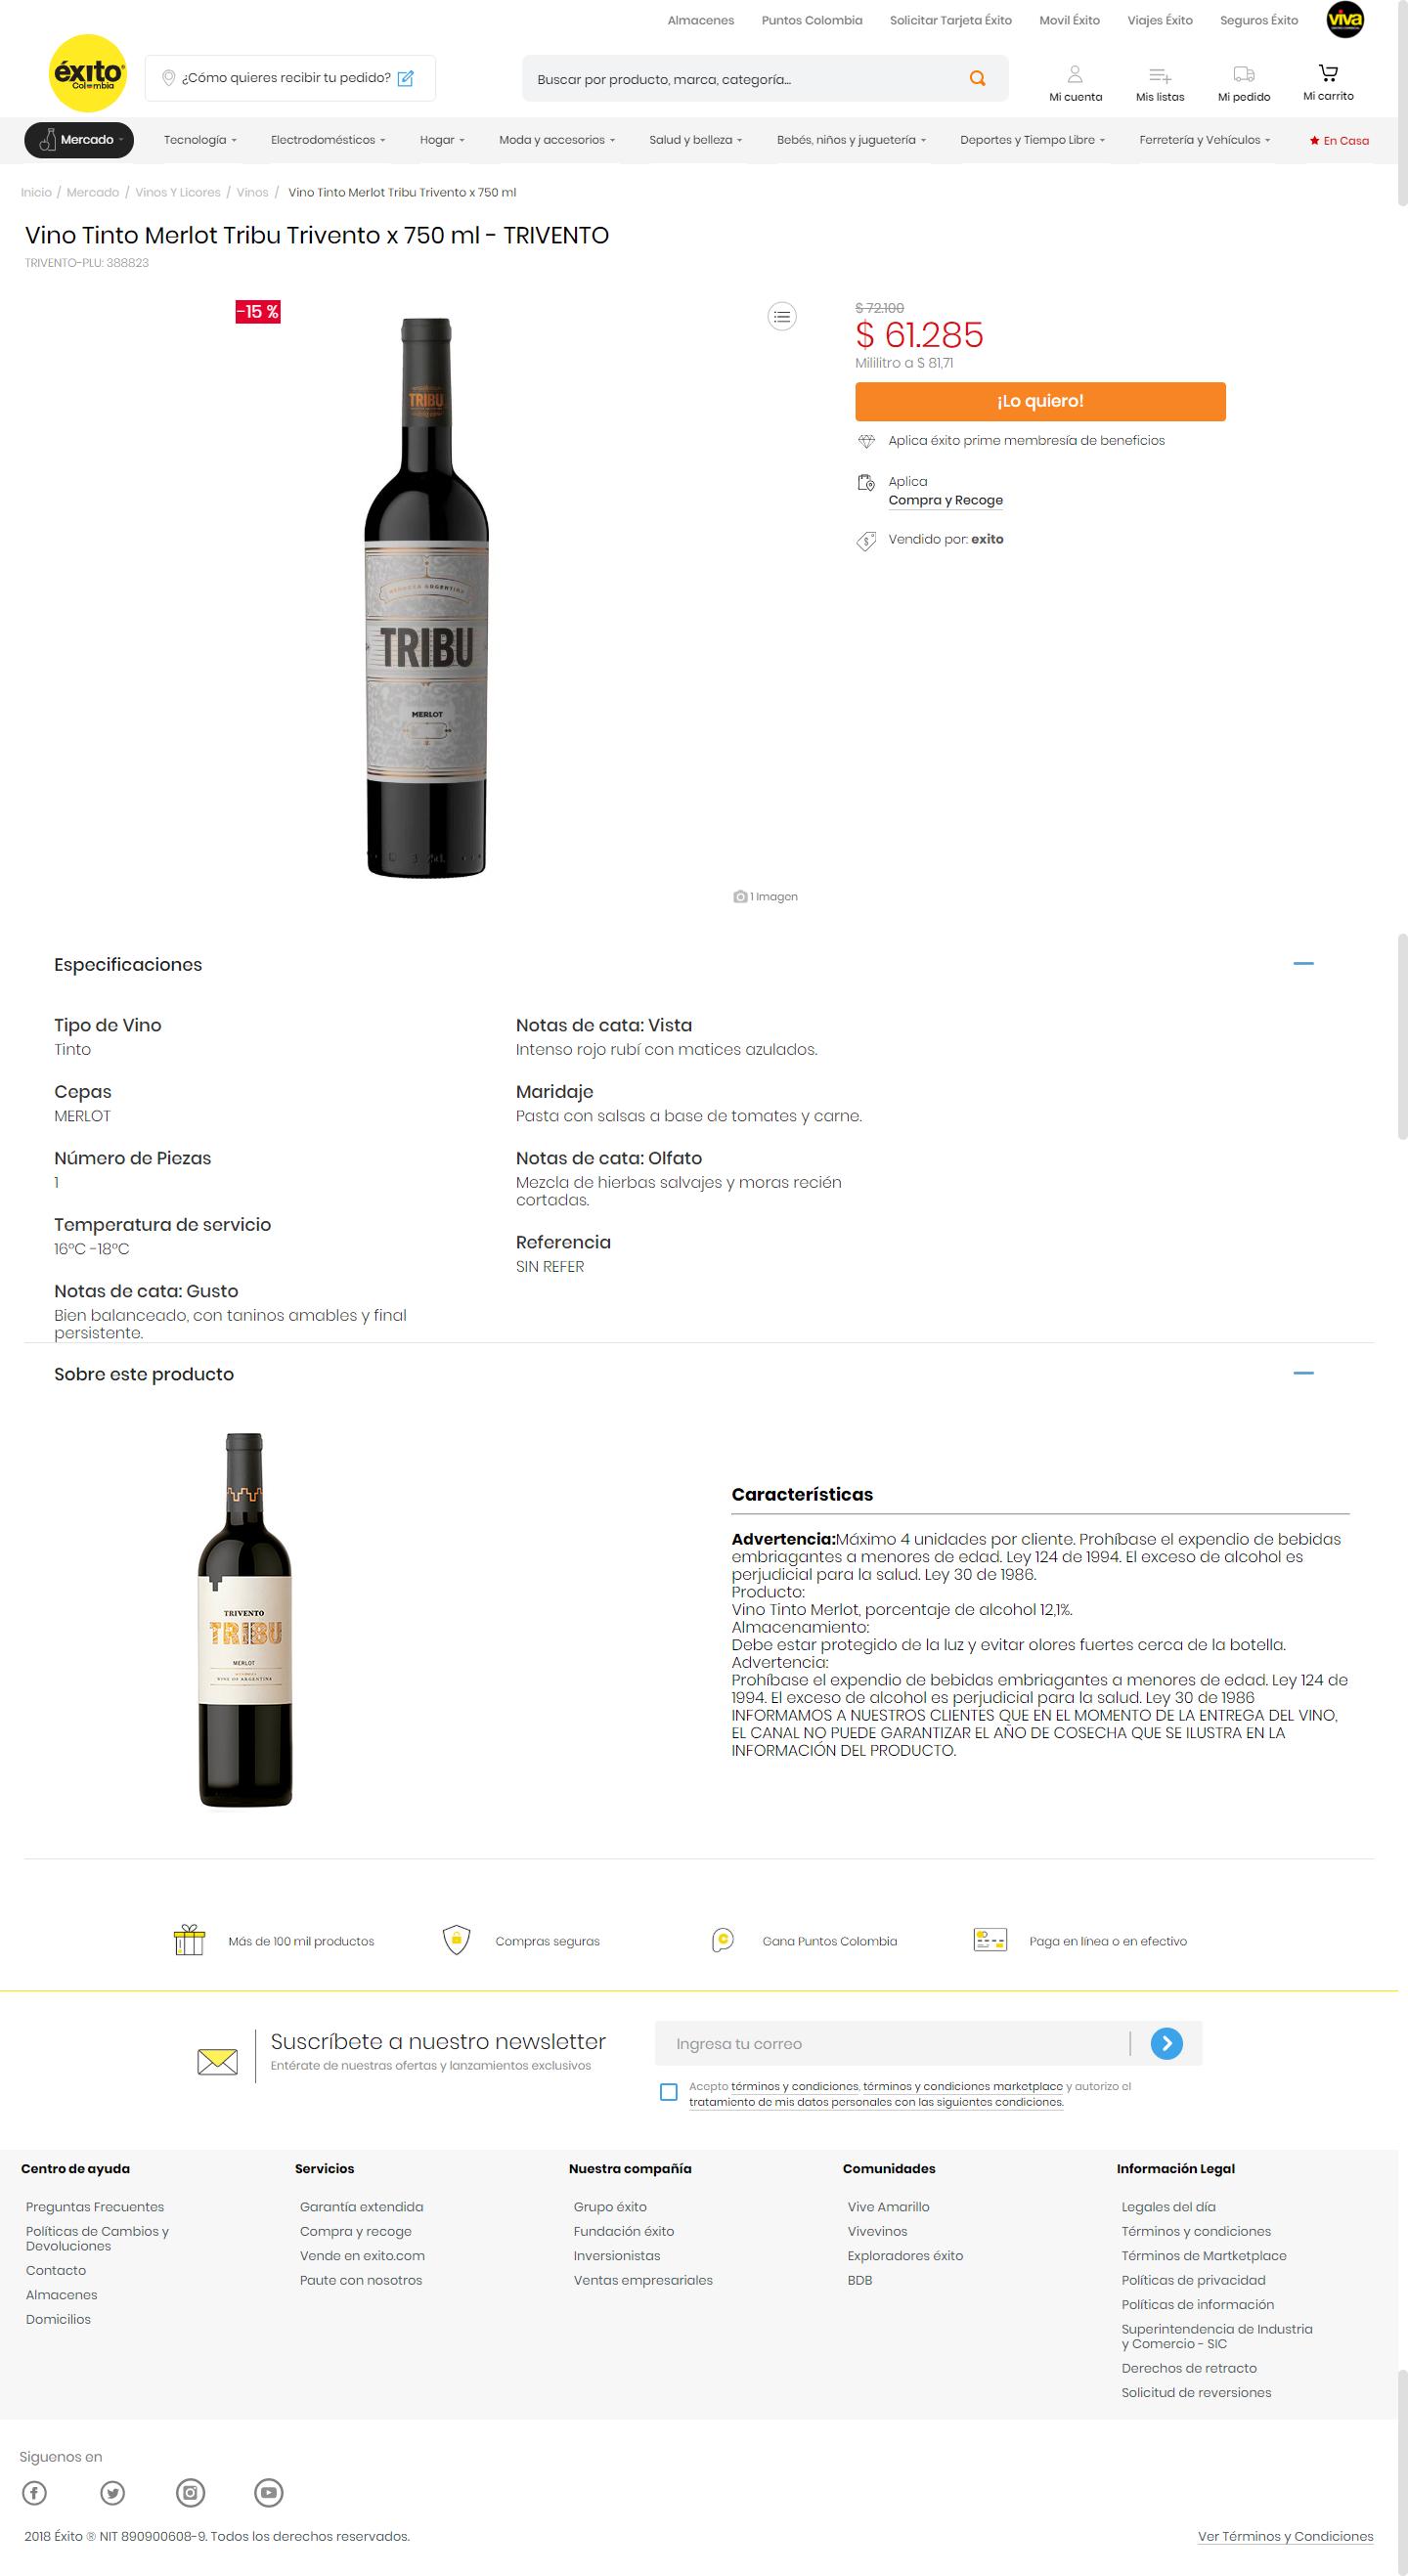 Almacenes Puntos Colombia Solicitar Tarjeta Éxito Movil Éxito Viajes Éxito Seguros Éxito viva
éxito
Colombia
¿Cómo quieres recibir tu pedido?
Buscar por producto, marca, categoría...
Mi cuenta Mis listas Mi pedido Mi carrito
Mercado Tecnología Electrodomésticos Hogar Moda y accesorios Salud y belleza Bebés, niños y juguetería Deportes y Tiempo Libre Ferretería y Vehículos En Casa
Inicio / Mercado / Vinos Y Licores / Vinos / Vino Tinto Merlot Tribu Trivento x 750 ml
Vino Tinto Merlot Tribu Trivento x 750 ml - TRIVENTO
TRIVENTO-PLU: 388823
-15 %
TRIBU
MENDOZA ARGENTINA
TRIBU
MERLOT
1 Imagen
$ 72.100
$ 61.285
Mililitro a $ 81,71
¡Lo quiero!
Aplica éxito prime membresía de beneficios
Aplica
Compra y Recoge
Vendido por: exito
Especificaciones
Tipo de Vino
Tinto
Cepas
MERLOT
Número de Piezas
1
Temperatura de servicio
16°C -18°C
Notas de cata: Gusto
Bien balanceado, con taninos amables y final
persistente.
Notas de cata: Vista
Intenso rojo rubí con matices azulados.
Maridaje
Pasta con salsas a base de tomates y carne.
Notas de cata: Olfato
Mezcla de hierbas salvajes y moras recién
cortadas.
Referencia
SIN REFER
Sobre este producto
TRIVENTO
TRIBU
MERLOT
WINE OF ARGENTINA
Características
Advertencia:Máximo 4 unidades por cliente. Prohíbase el expendio de bebidas
embriagantes a menores de edad. Ley 124 de 1994. El exceso de alcohol es
perjudicial para la salud. Ley 30 de 1986.
Producto:
Vino Tinto Merlot, porcentaje de alcohol 12,1%.
Almacenamiento:
Debe estar protegido de la luz y evitar olores fuertes cerca de la botella.
Advertencia:
Prohíbase el expendio de bebidas embriagantes a menores de edad. Ley 124 de
1994. El exceso de alcohol es perjudicial para la salud. Ley 30 de 1986
INFORMAMOS A NUESTROS CLIENTES QUE EN EL MOMENTO DE LA ENTREGA DEL VINO,
EL CANAL NO PUEDE GARANTIZAR EL AÑO DE COSECHA QUE SE ILUSTRA EN LA
INFORMACIÓN DEL PRODUCTO.
Más de 100 mil productos
Compras seguras
Gana Puntos Colombia
Paga en línea o en efectivo
Suscríbete a nuestro newsletter
Entérate de nuestras ofertas y lanzamientos exclusivos
Ingresa tu correo
Acepto términos y condiciones, términos y condiciones marketplace y autorizo el
tratamiento de mis datos personales con las siguientes condiciones.
Centro de ayuda
Preguntas Frecuentes
Políticas de Cambios y
Devoluciones
Contacto
Almacenes
Domicilios
Servicios
Garantía extendida
Compra y recoge
Vende en exito.com
Paute con nosotros
Nuestra compañía
Grupo éxito
Fundación éxito
Inversionistas
Ventas empresariales
Comunidades
Vive Amarillo
Vivevinos
Exploradores éxito
BDB
Información Legal
Legales del día
Términos y condiciones
Términos de Martketplace
Políticas de privacidad
Políticas de información
Superintendencia de Industria
y Comercio - SIC
Derechos de retracto
Solicitud de reversiones
Siguenos en
2018 Éxito ® NIT 890900608-9. Todos los derechos reservados.
Ver Términos y Condiciones